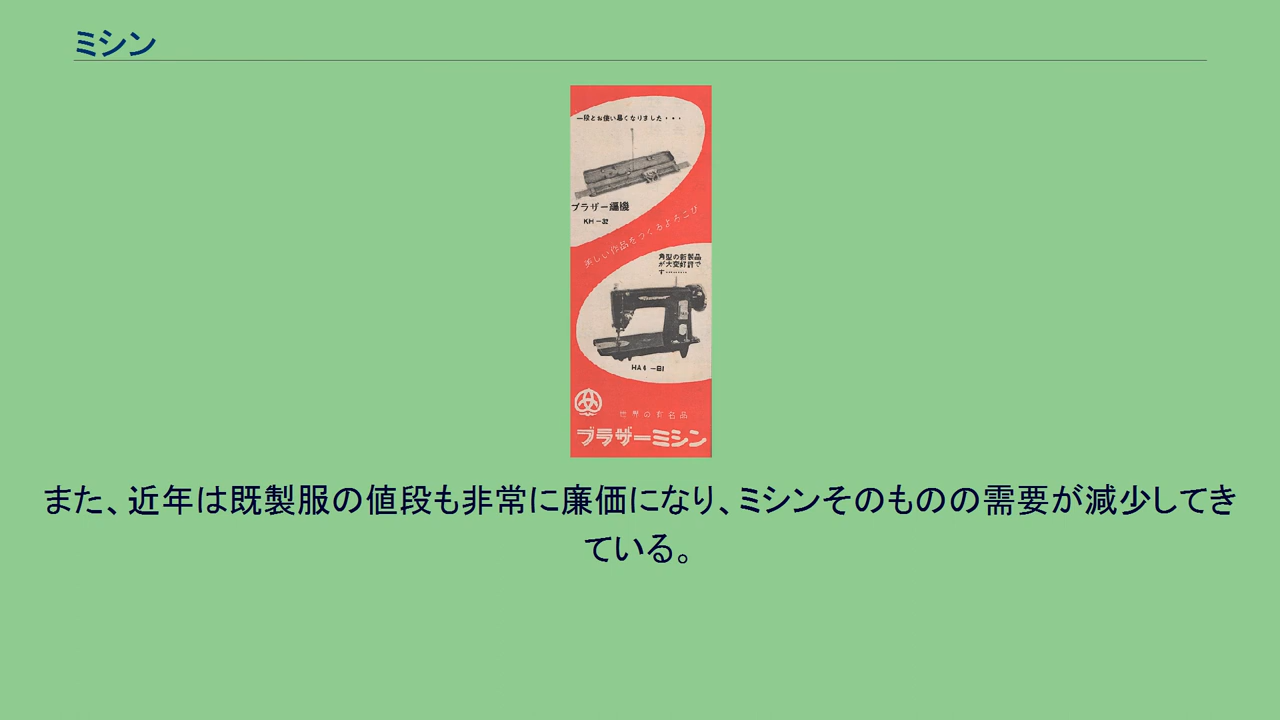 ミシン
一段とお使い易くなりました・・・
ブラザー編機
KH－32
美しい作品をつくるよろこび
角型の新製品
が大変好評で
す………
世界の有名品
ブラザーミシン
また、近年は既製服の値段も非常に廉価になり、ミシンそのものの需要が減少してき
ている。